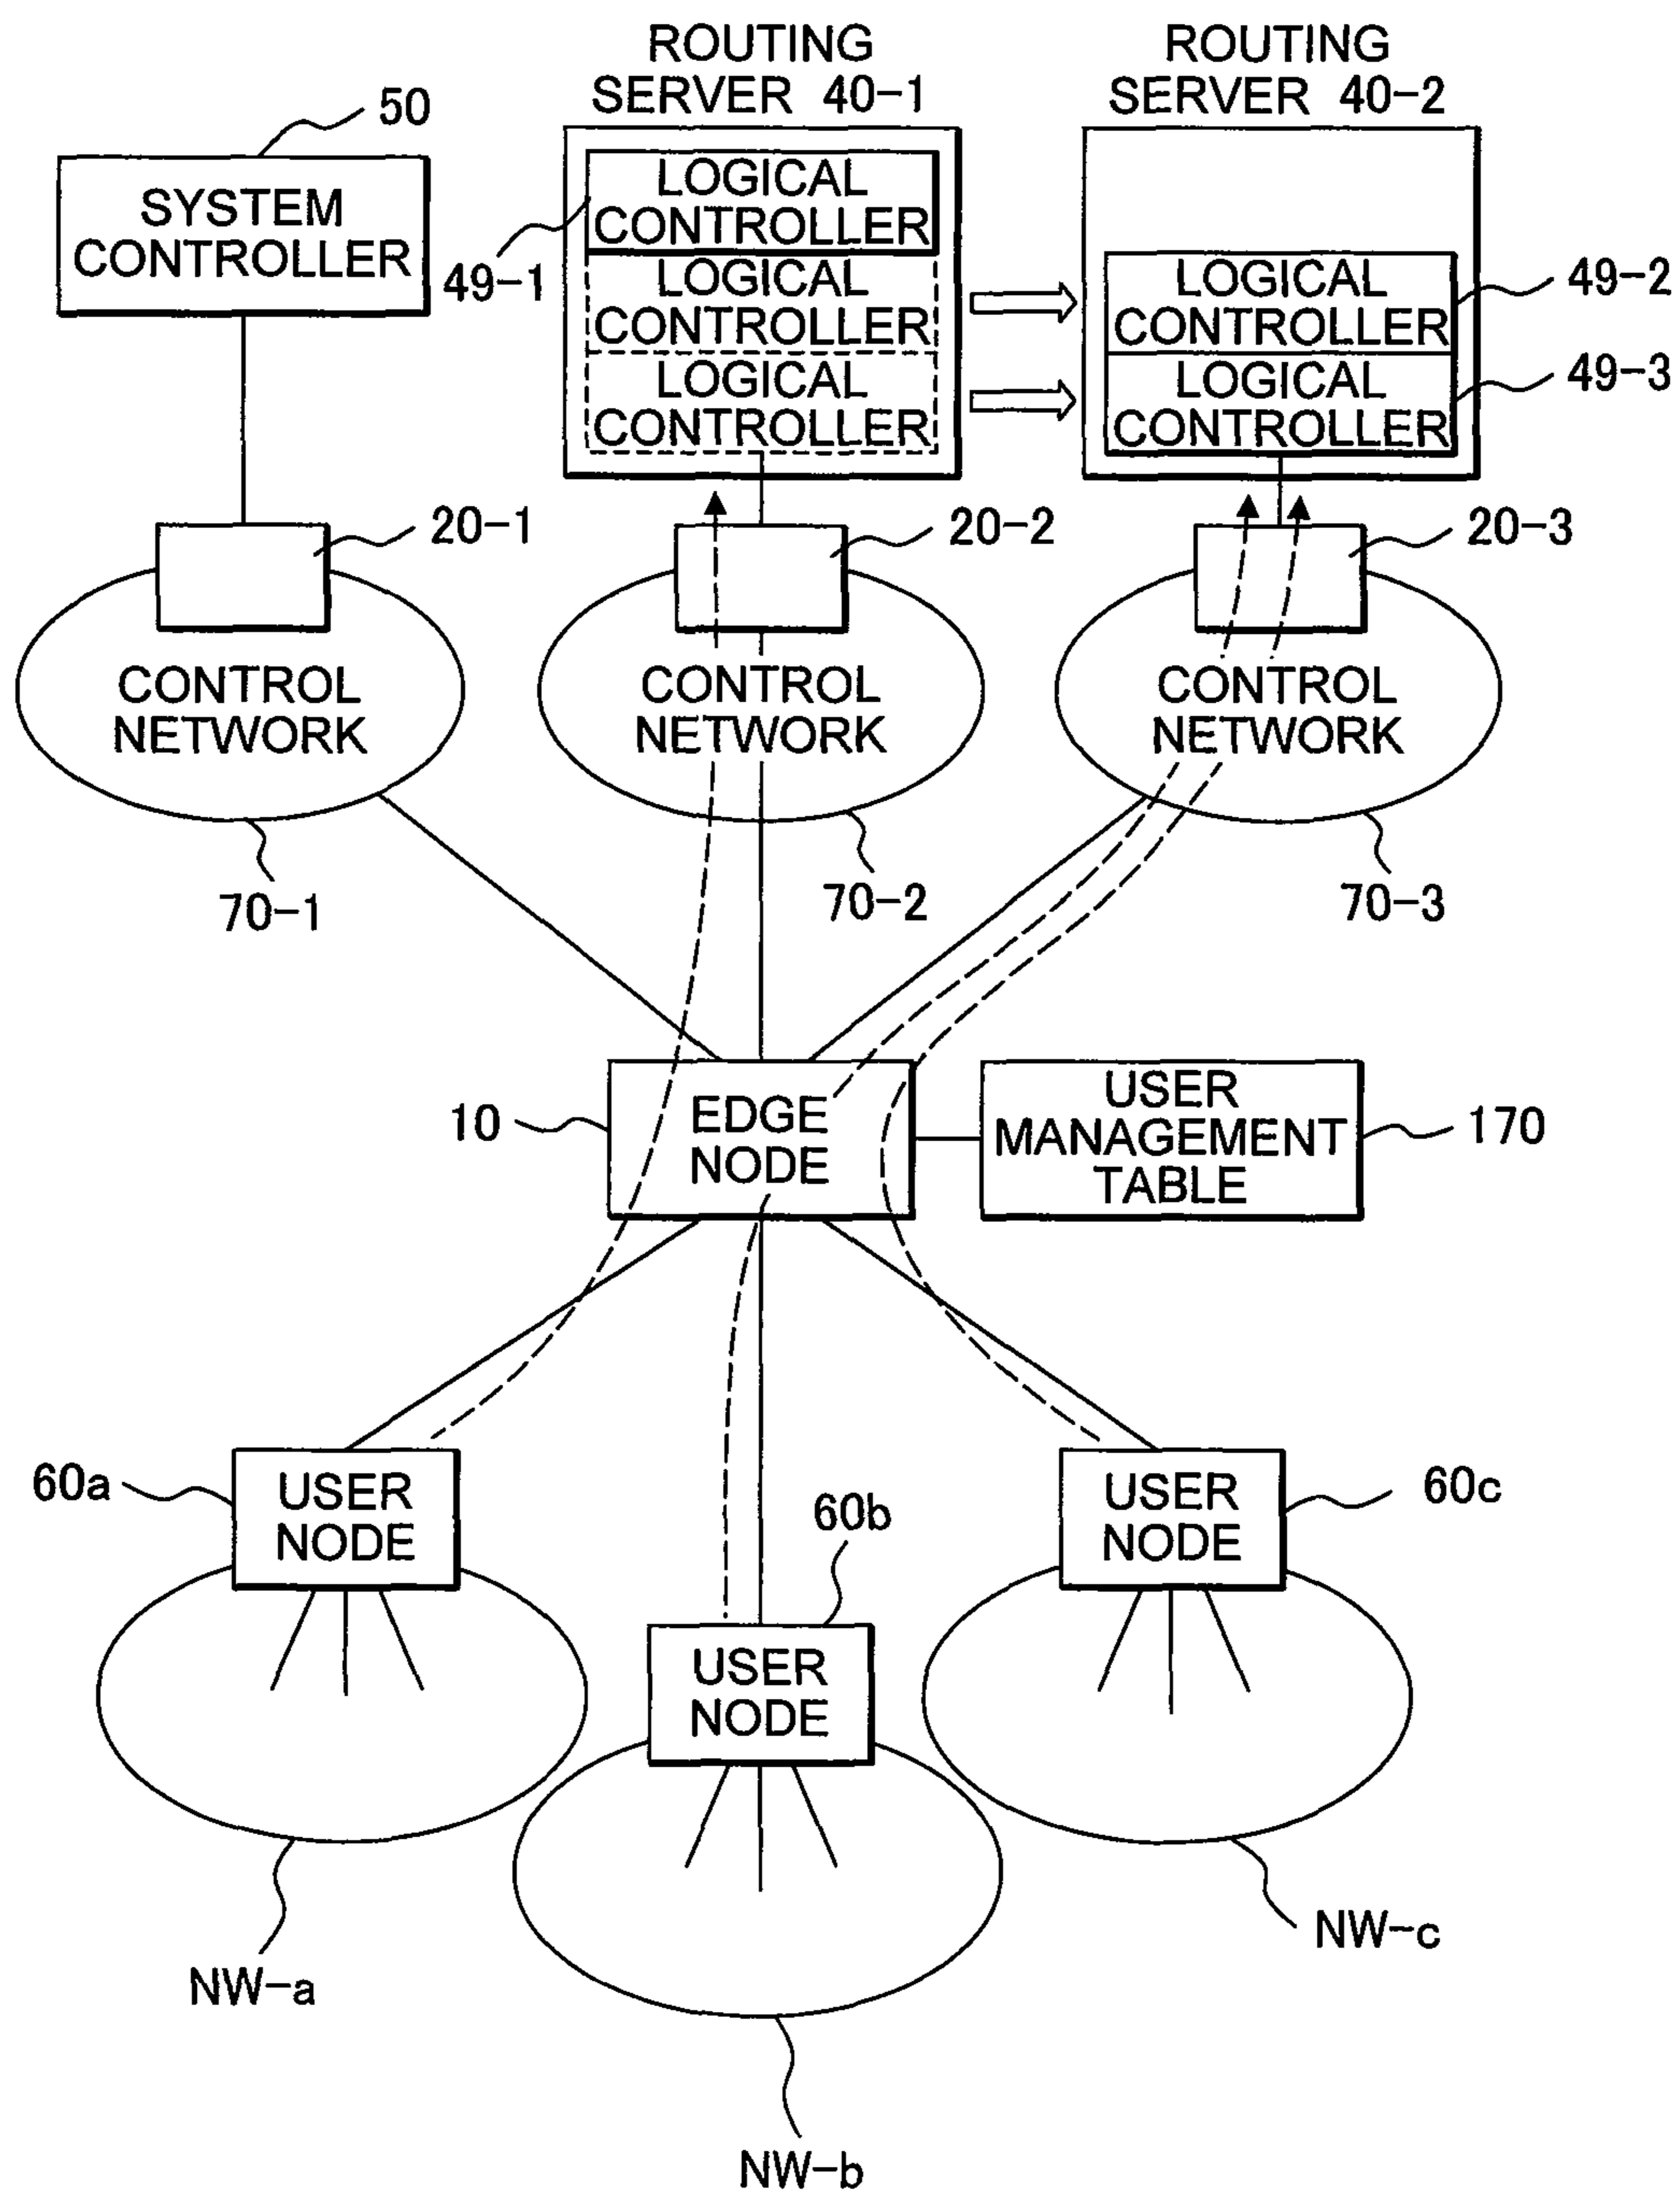 ROUTING
SERVER 40-1
ROUTING
SERVER 40-2
50
SYSTEM
CONTROLLER
LOGICAL
CONTROLLER
49-1
LOGICAL
CONTROLLER
LOGICAL
CONTROLLER
LOGICAL
CONTROLLER
49-2
LOGICAL
CONTROLLER
49-3
20-1
20-2
20-3
CONTROL
NETWORK
CONTROL
NETWORK
CONTROL
NETWORK
70-1
70-2
70-3
10
EDGE
NODE
USER
MANAGEMENT
TABLE
170
60a
USER
NODE
60b
USER
NODE
60c
USER
NODE
NW-a
NW-b
NW-c